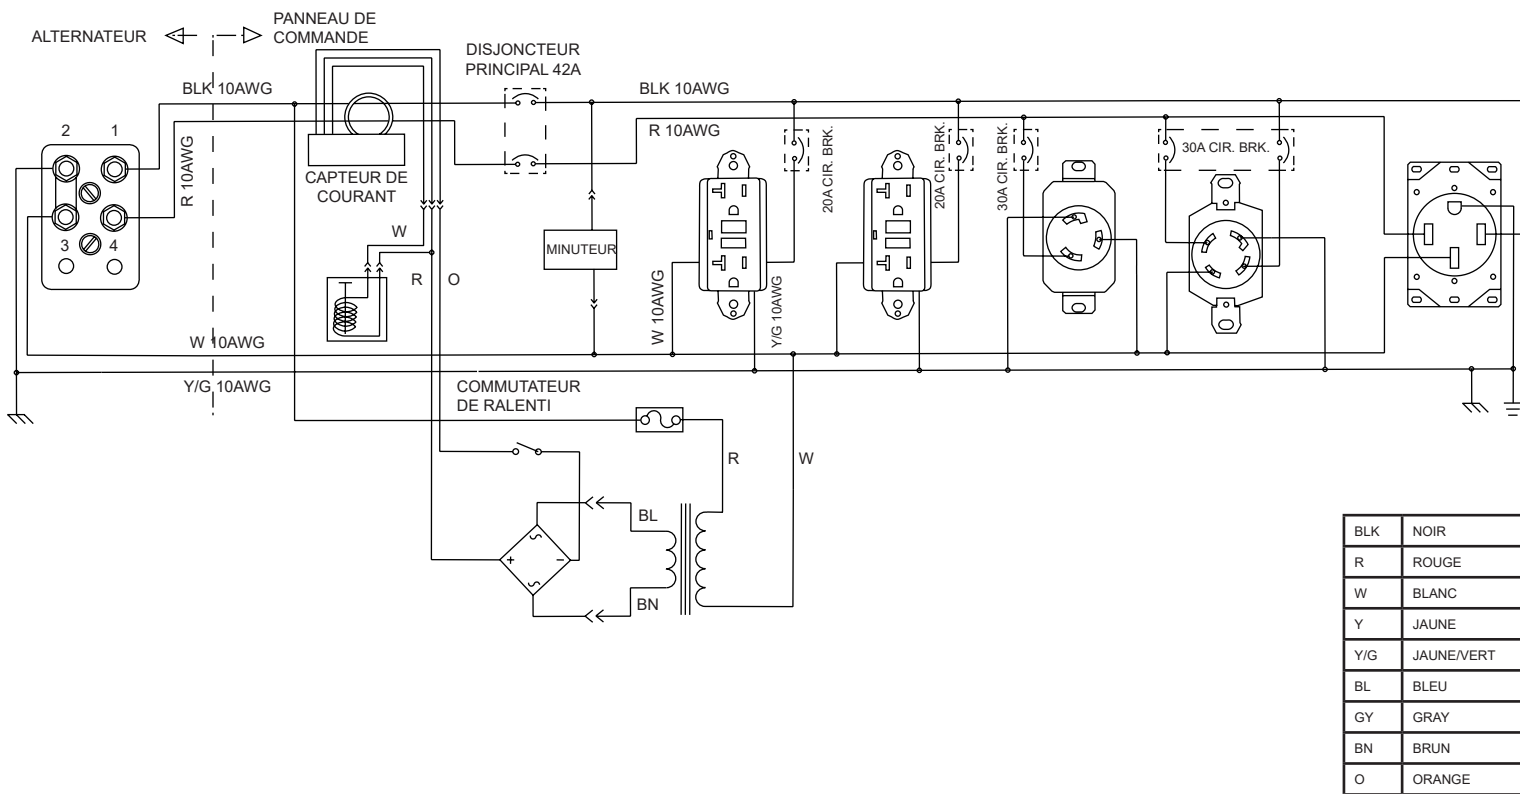 ALTERNATEUR
PANNEAU DE
COMMANDE
DISJONCTEUR
PRINCIPAL 42A
BLK 10AWG
BLK 10AWG
R 10AWG
2 1
R 10AWG
CAPTEUR DE
COURANT
20A CIR. BRK.
20A CIR. BRK.
30A CIR. BRK.
30A CIR. BRK.
3 4
W
R O
MINUTEUR
W 10AWG
Y/G 10AWG
W 10AWG
Y/G 10AWG
COMMUTATEUR
DE RALENTI
R W
BL
+ −
BN
BLK NOIR
R ROUGE
W BLANC
Y JAUNE
Y/G JAUNE/VERT
BL BLEU
GY GRAY
BN BRUN
O ORANGE